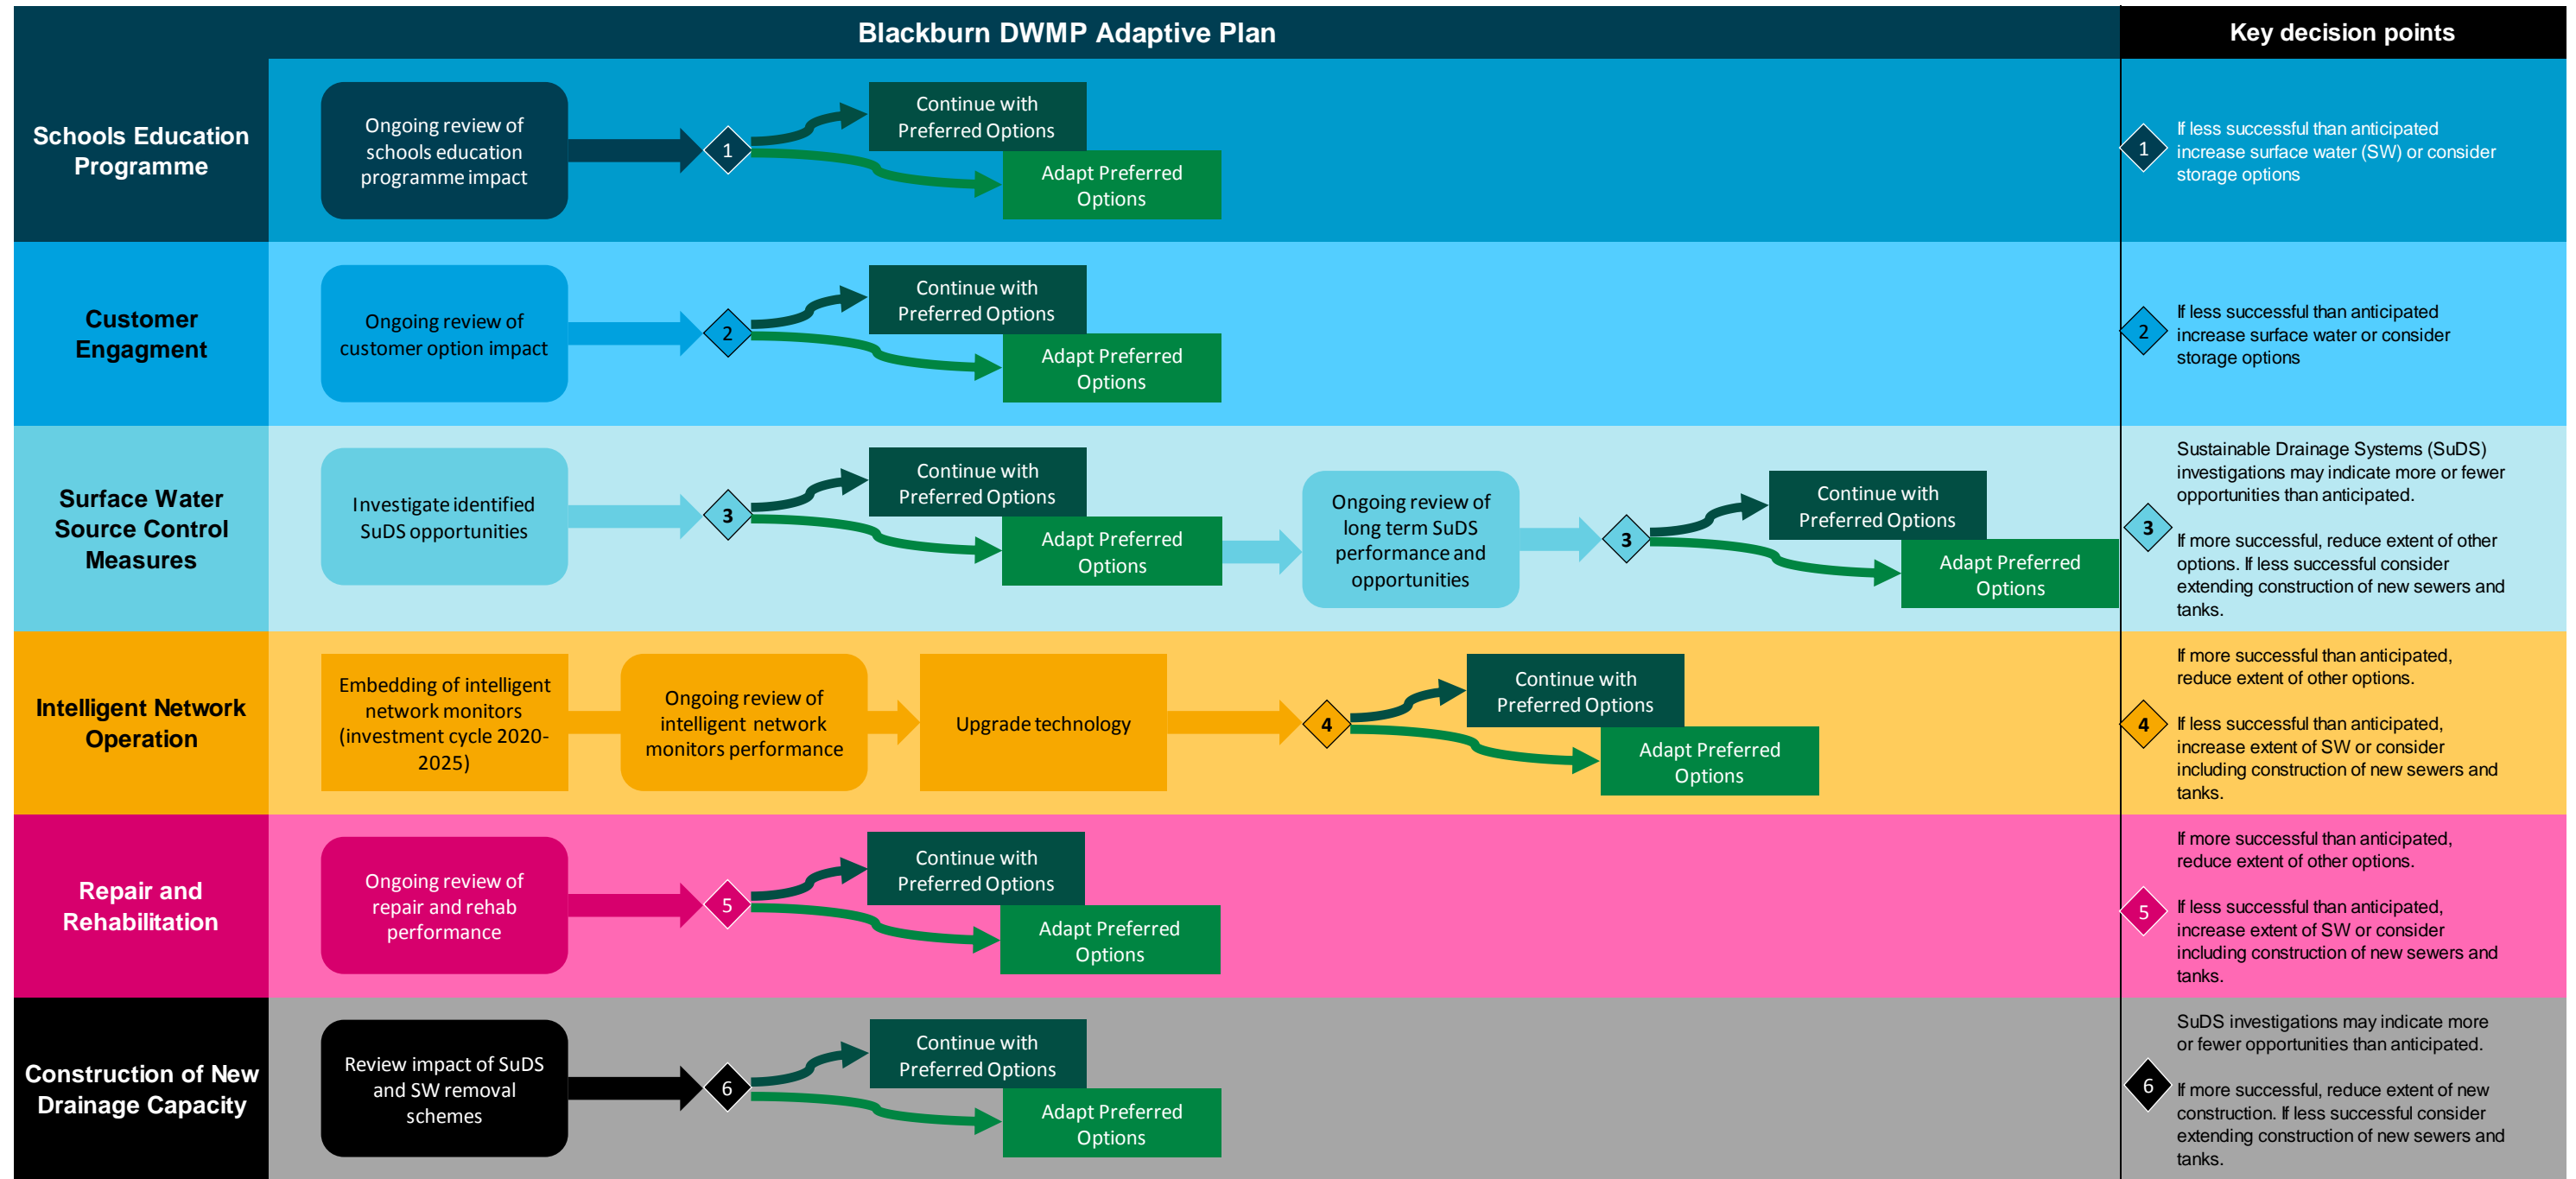 Blackburn DWMP Adaptive Plan
Key decision points
Schools Education
Programme
Ongoing review of
schools education
programme impact
1
Continue with
Preferred Options
Adapt Preferred
Options
1
If less successful than anticipated
increase surface water (SW) or consider
storage options
Customer
Engagment
Ongoing review of
customer option impact
2
Continue with
Preferred Options
Adapt Preferred
Options
2
If less successful than anticipated
increase surface water or consider
storage options
Surface Water
Source Control
Measures
Investigate identified
SuDS opportunities
3
Continue with
Preferred Options
Adapt Preferred
Options
Ongoing review of
long term SuDS
performance and
opportunities
3
Continue with
Preferred Options
Adapt Preferred
Options
3
Sustainable Drainage Systems (SuDS)
investigations may indicate more or fewer
opportunities than anticipated.
If more successful, reduce extent of other
options. If less successful consider
extending construction of new sewers and
tanks.
Intelligent Network
Operation
Embedding of intelligent
network monitors
(investment cycle 2020-
2025)
Ongoing review of
intelligent network
monitors performance
Upgrade technology
4
Continue with
Preferred Options
Adapt Preferred
Options
4
If more successful than anticipated,
reduce extent of other options.
If less successful than anticipated,
increase extent of SW or consider
including construction of new sewers and
tanks.
Repair and
Rehabilitation
Ongoing review of
repair and rehab
performance
5
Continue with
Preferred Options
Adapt Preferred
Options
5
If more successful than anticipated,
reduce extent of other options.
If less successful than anticipated,
increase extent of SW or consider
including construction of new sewers and
tanks.
Construction of New
Drainage Capacity
Review impact of SuDS
and SW removal
schemes
6
Continue with
Preferred Options
Adapt Preferred
Options
6
SuDS investigations may indicate more
or fewer opportunities than anticipated.
If more successful, reduce extent of new
construction. If less successful consider
extending construction of new sewers and
tanks.